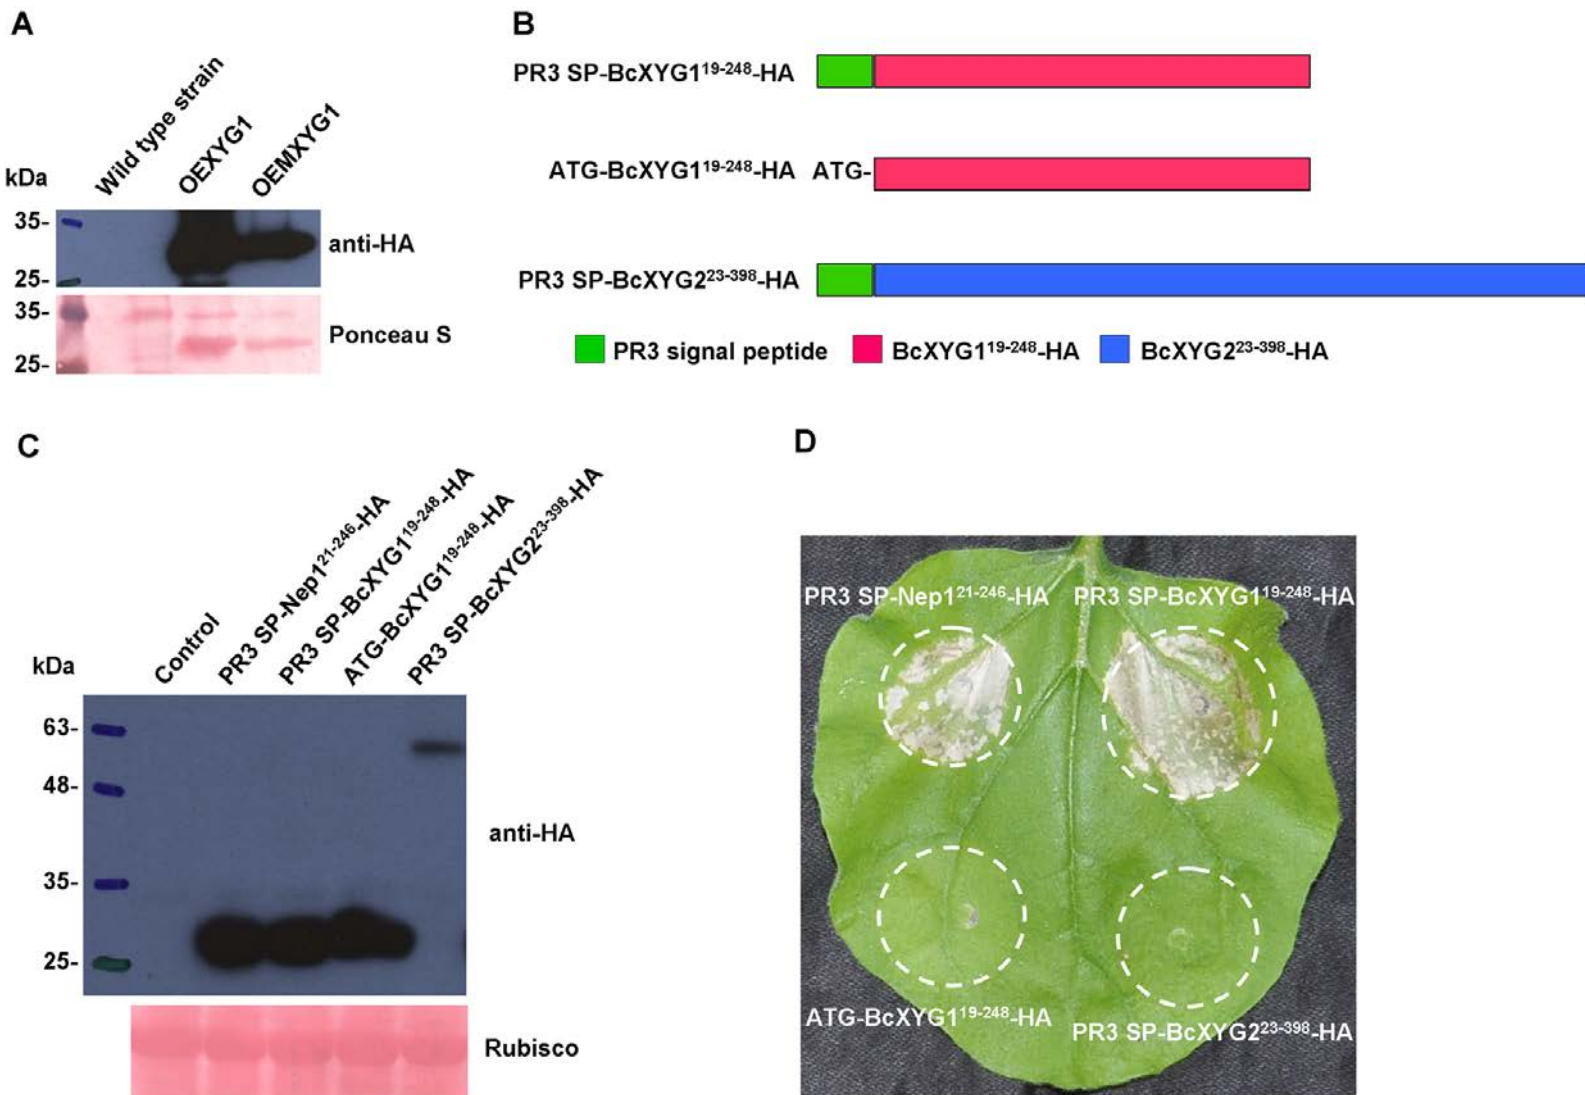 A
Wild type strain
OEXYG1
OEMXYG1
kDa
35-
25-
anti-HA
35-
25-
Ponceau S
B
PR3 SP-BcXYG1¹⁹⁻²⁴⁸-HA
ATG-BcXYG1¹⁹⁻²⁴⁸-HA ATG-
PR3 SP-BcXYG2²³⁻³⁹⁸-HA
PR3 signal peptide BcXYG1¹⁹⁻²⁴⁸-HA BcXYG2²³⁻³⁹⁸-HA
C
Control
PR3 SP-Nep1²¹⁻²⁴⁶-HA
PR3 SP-BcXYG1¹⁹⁻²⁴⁸-HA
ATG-BcXYG1¹⁹⁻²⁴⁸-HA
PR3 SP-BcXYG2²³⁻³⁹⁸-HA
kDa
63-
48-
35-
25-
anti-HA
Rubisco
D
PR3 SP-Nep1²¹⁻²⁴⁶-HA PR3 SP-BcXYG1¹⁹⁻²⁴⁸-HA
ATG-BcXYG1¹⁹⁻²⁴⁸-HA
PR3 SP-BcXYG2²³⁻³⁹⁸-HA